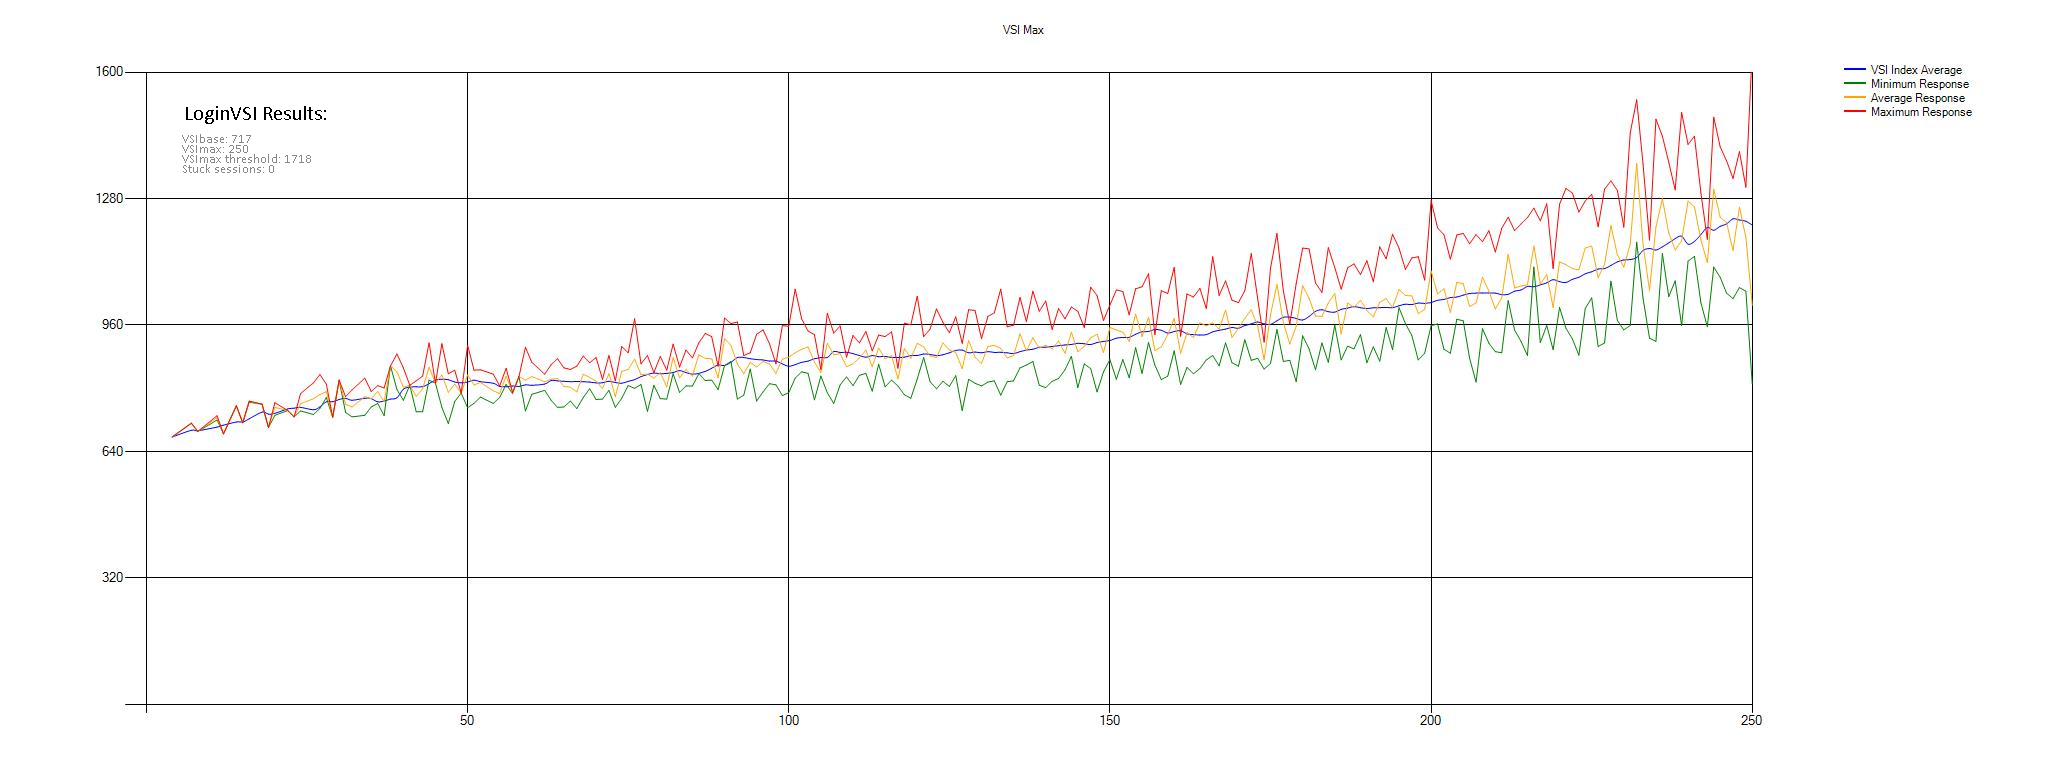 VSI Max
1600
1280
960
640
320
LoginVSI Results:
VSIbase: 717
VSImax: 250
VSImax threshold: 1718
Stuck sessions: 0
VSI Index Average
Minimum Response
Average Response
Maximum Response
50 100 150 200 250